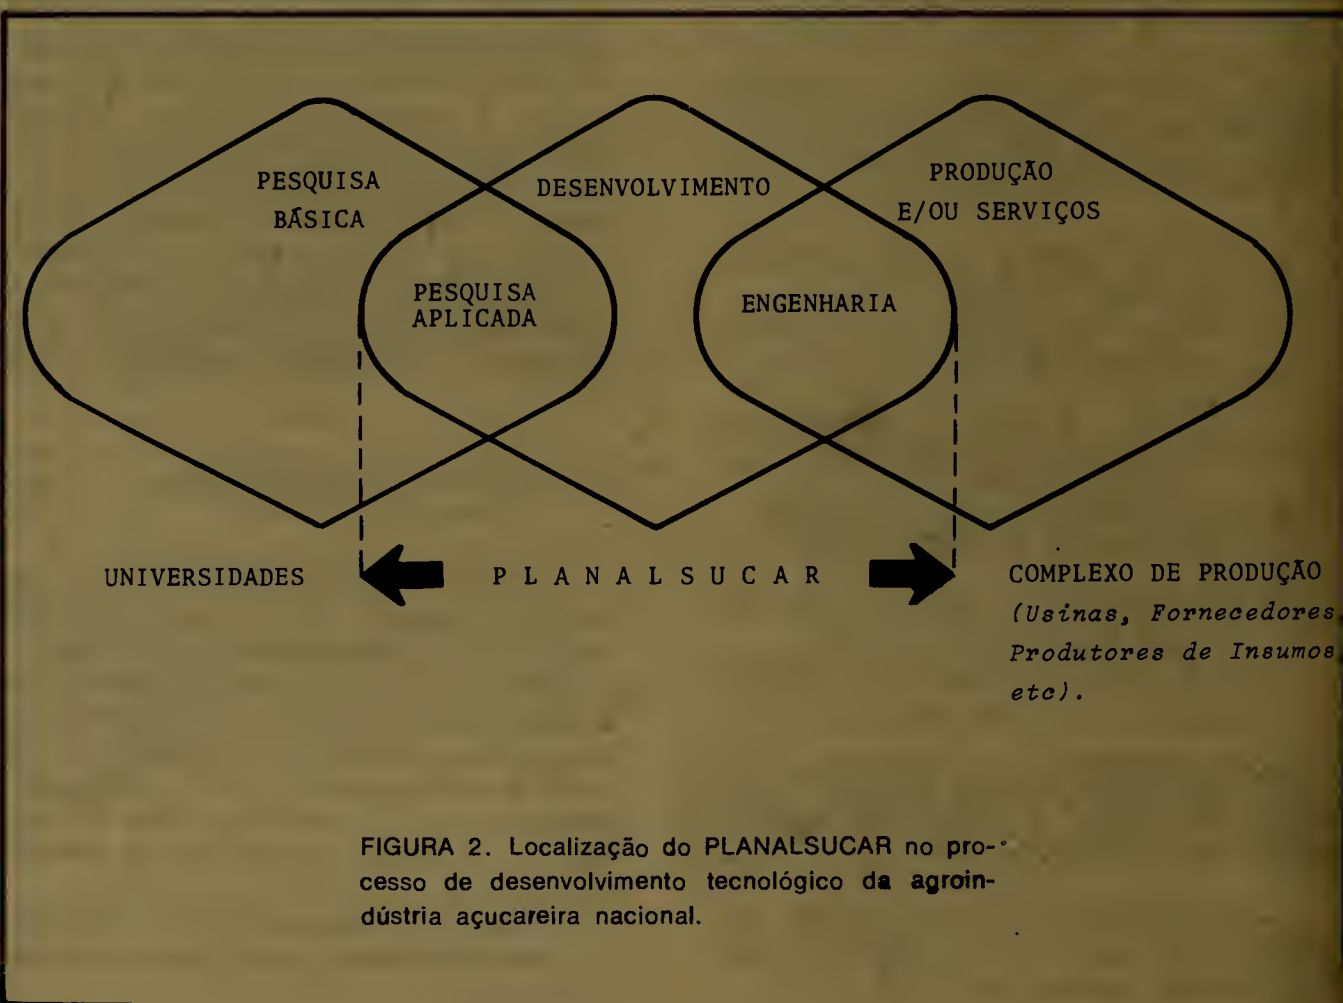 PESQUISA
BÁSICA
DESENVOLVIMENTO
PRODUÇÃO
E/OU SERVIÇOS
PESQUISA
APLICADA
ENGENHARIA
UNIVERSIDADES
PLANALSUCAR
COMPLEXO DE PRODUÇÃO
(Usinas, Fornecedores,
Produtores de Insumos,
etc).
FIGURA 2. Localização do PLANALSUCAR no pro-
cesso de desenvolvimento tecnológico da agroin-
dústria açucareira nacional.